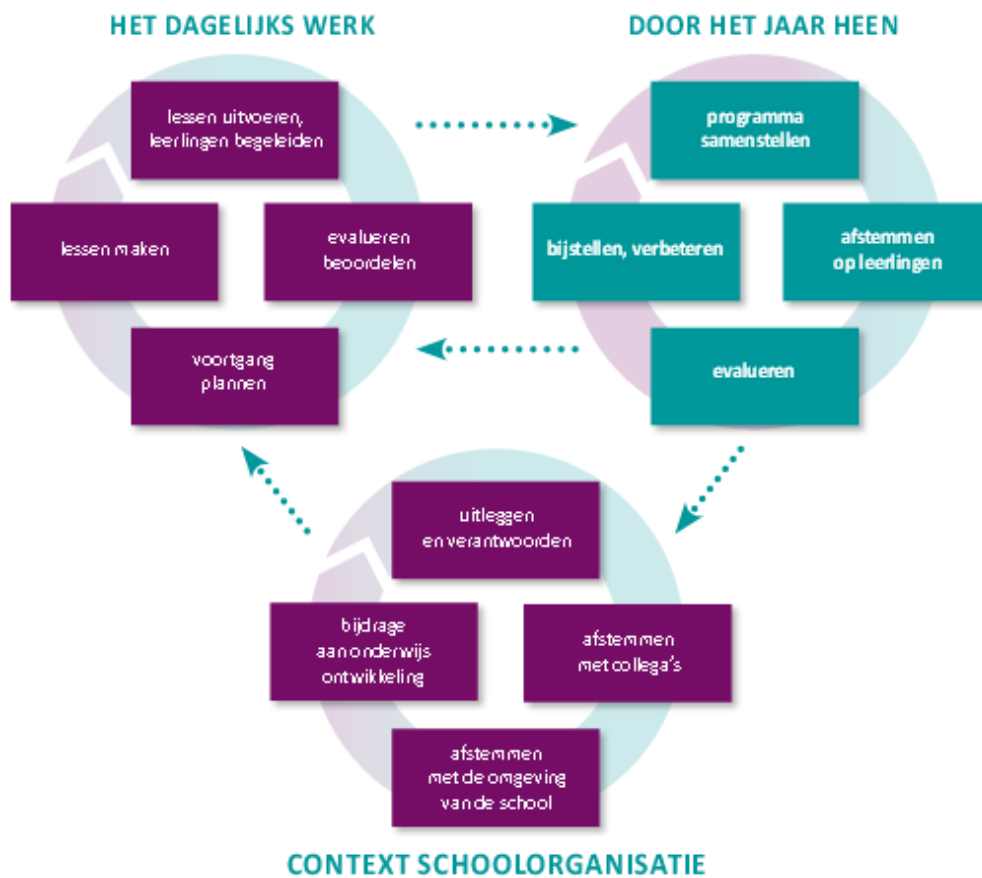 HET DAGELIJKS WERK
lessen uitvoeren,
leerlingen begeleiden
lessen maken
evalueren
beoordelen
voortgang
plannen
DOOR HET JAAR HEEN
programma
samenstellen
bijstellen, verbeteren
afstemmen
op leerlingen
evalueren
uitleggen
en verantwoorden
bijdrage
aan onderwijs
ontwikkeling
afstemmen
met collega's
afstemmen
met de omgeving
van de school
CONTEXT SCHOOLORGANISATIE